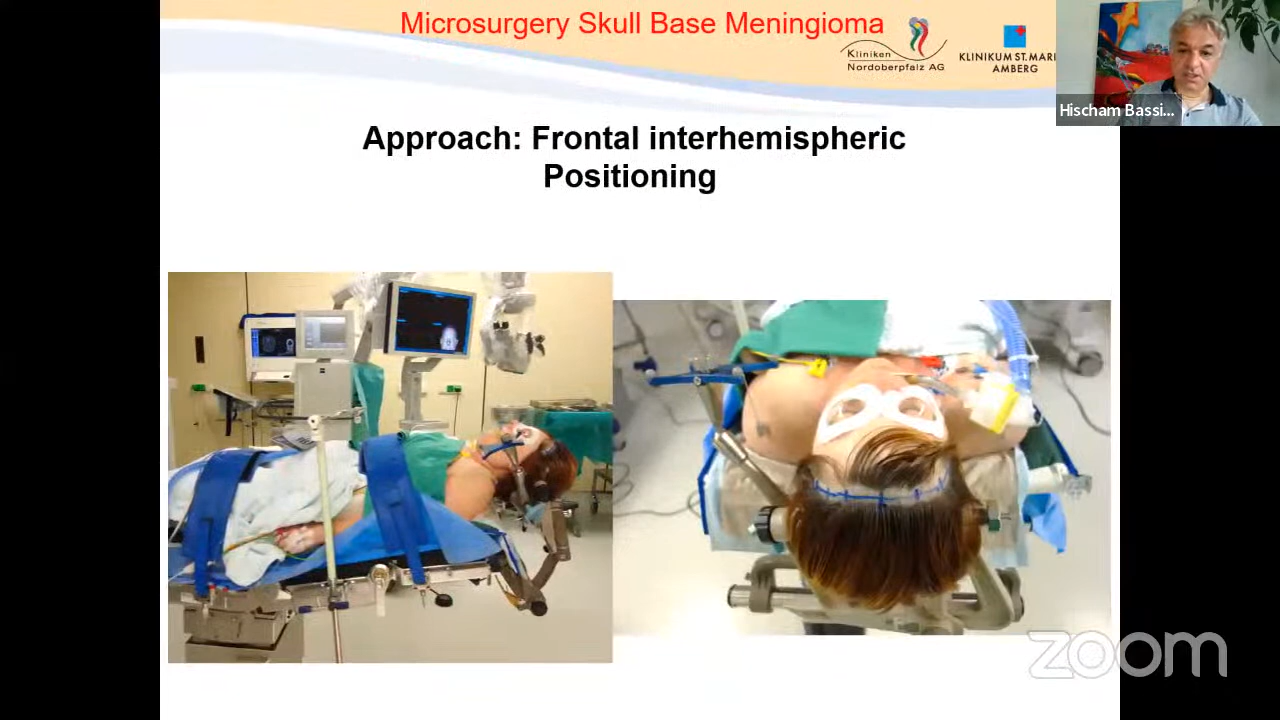 Microsurgery Skull Base Meningioma
Kliniken
Nordoberpfalz AG
KLINIKUM ST. MARI
AMBERG
Hischam Bassi...
Approach: Frontal interhemispheric
Positioning
zoom